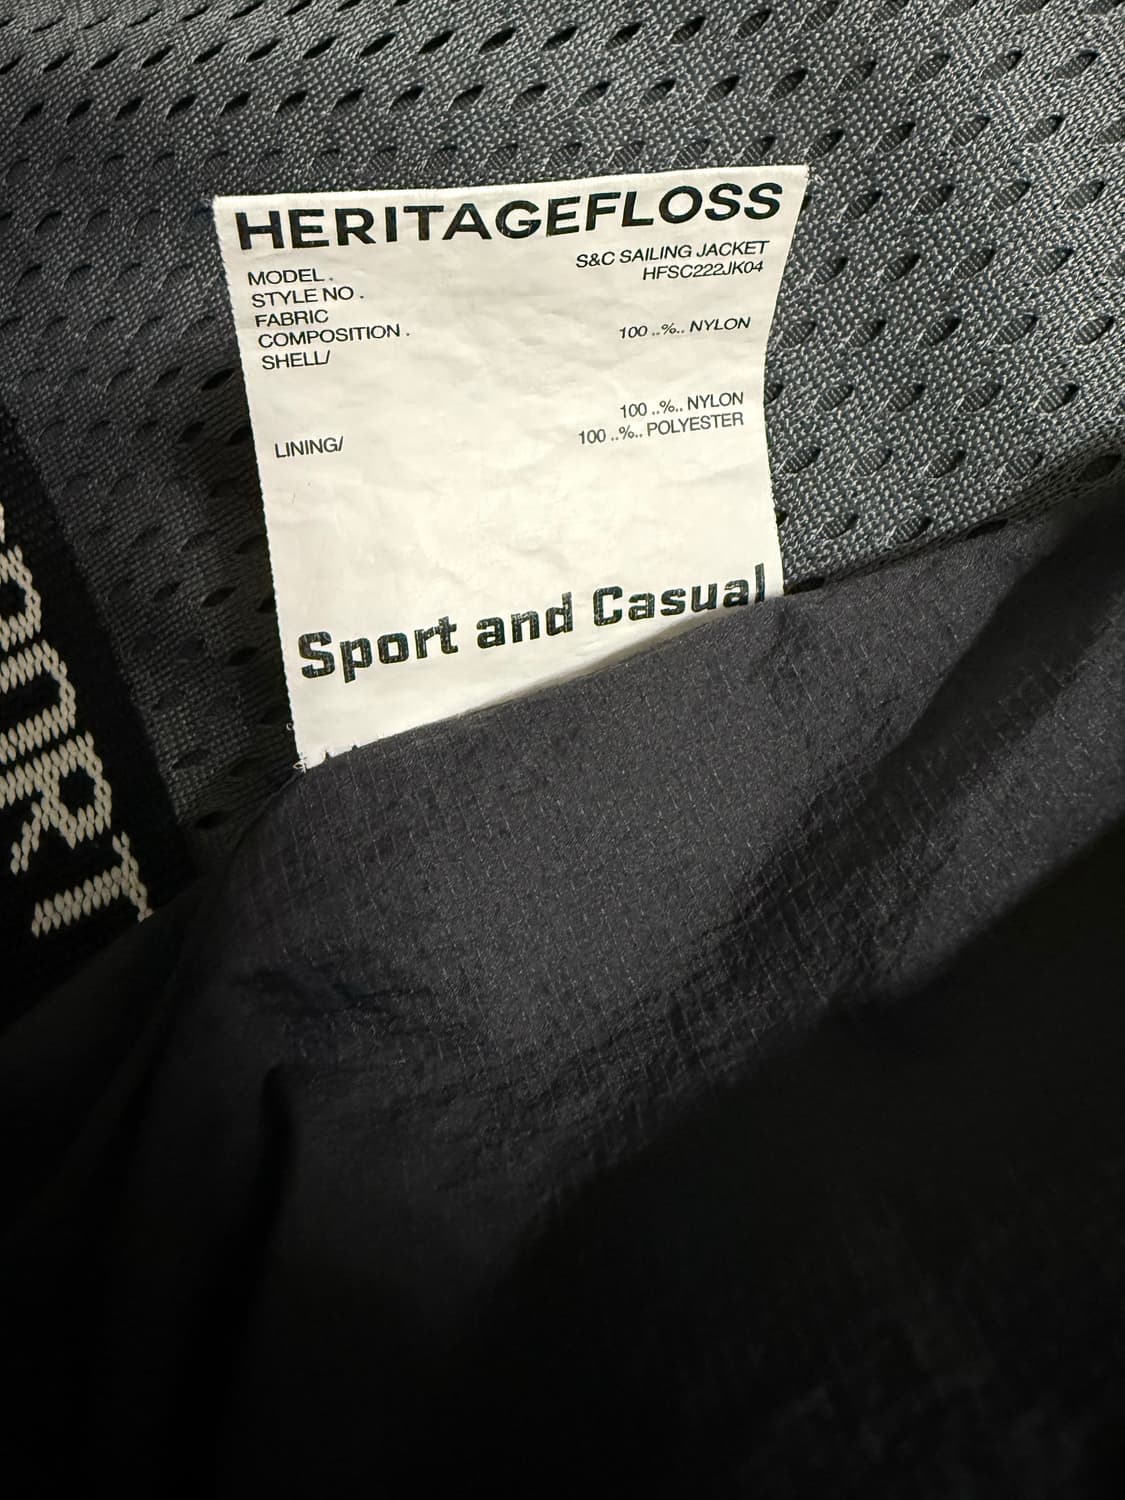 HERITAGEFLOSS
MODEL . S&C SAILING JACKET
STYLE NO . HFSC222JK04
FABRIC
COMPOSITION . 100 ..%.. NYLON
SHELL/
100 ..%.. NYLON
LINING/ 100 ..%.. POLYESTER
Sport and Casual